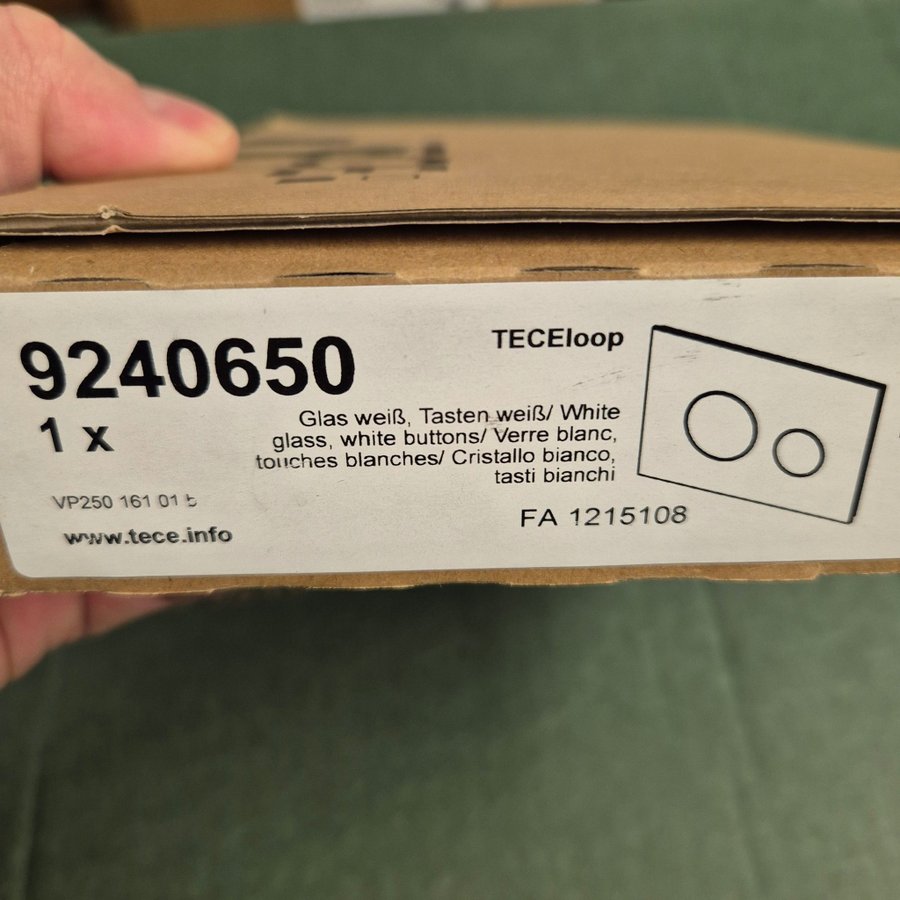 9240650
1 x
TECEloop
Glas weiß, Tasten weiß/ White
glass, white buttons/ Verre blanc,
touches blanches/ Cristallo bianco,
tasti bianchi
FA 1215108
VP250 161 01 b
www.tece.info